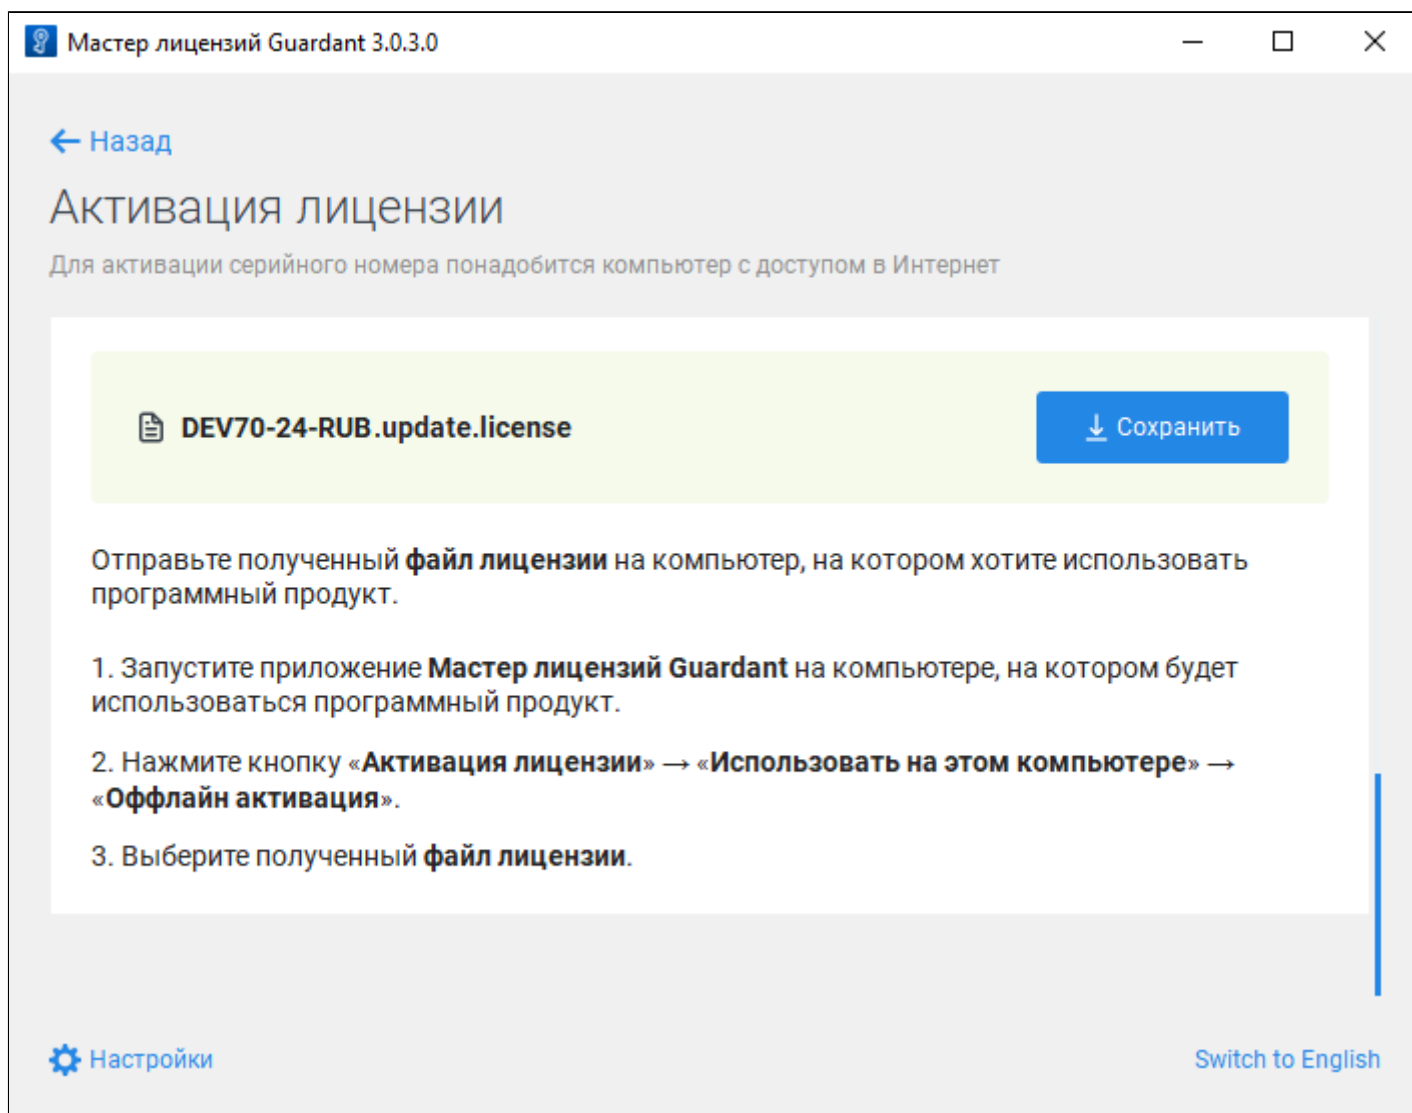 Мастер лицензий Guardant 3.0.3.0
← Назад
Активация лицензии
Для активации серийного номера понадобится компьютер с доступом в Интернет
DEV70-24-RUB.update.license
Сохранить
Отправьте полученный файл лицензии на компьютер, на котором хотите использовать
программный продукт.
1. Запустите приложение Мастер лицензий Guardant на компьютере, на котором будет
использоваться программный продукт.
2. Нажмите кнопку «Активация лицензии» → «Использовать на этом компьютере» →
«Оффлайн активация».
3. Выберите полученный файл лицензии.
Настройки
Switch to English